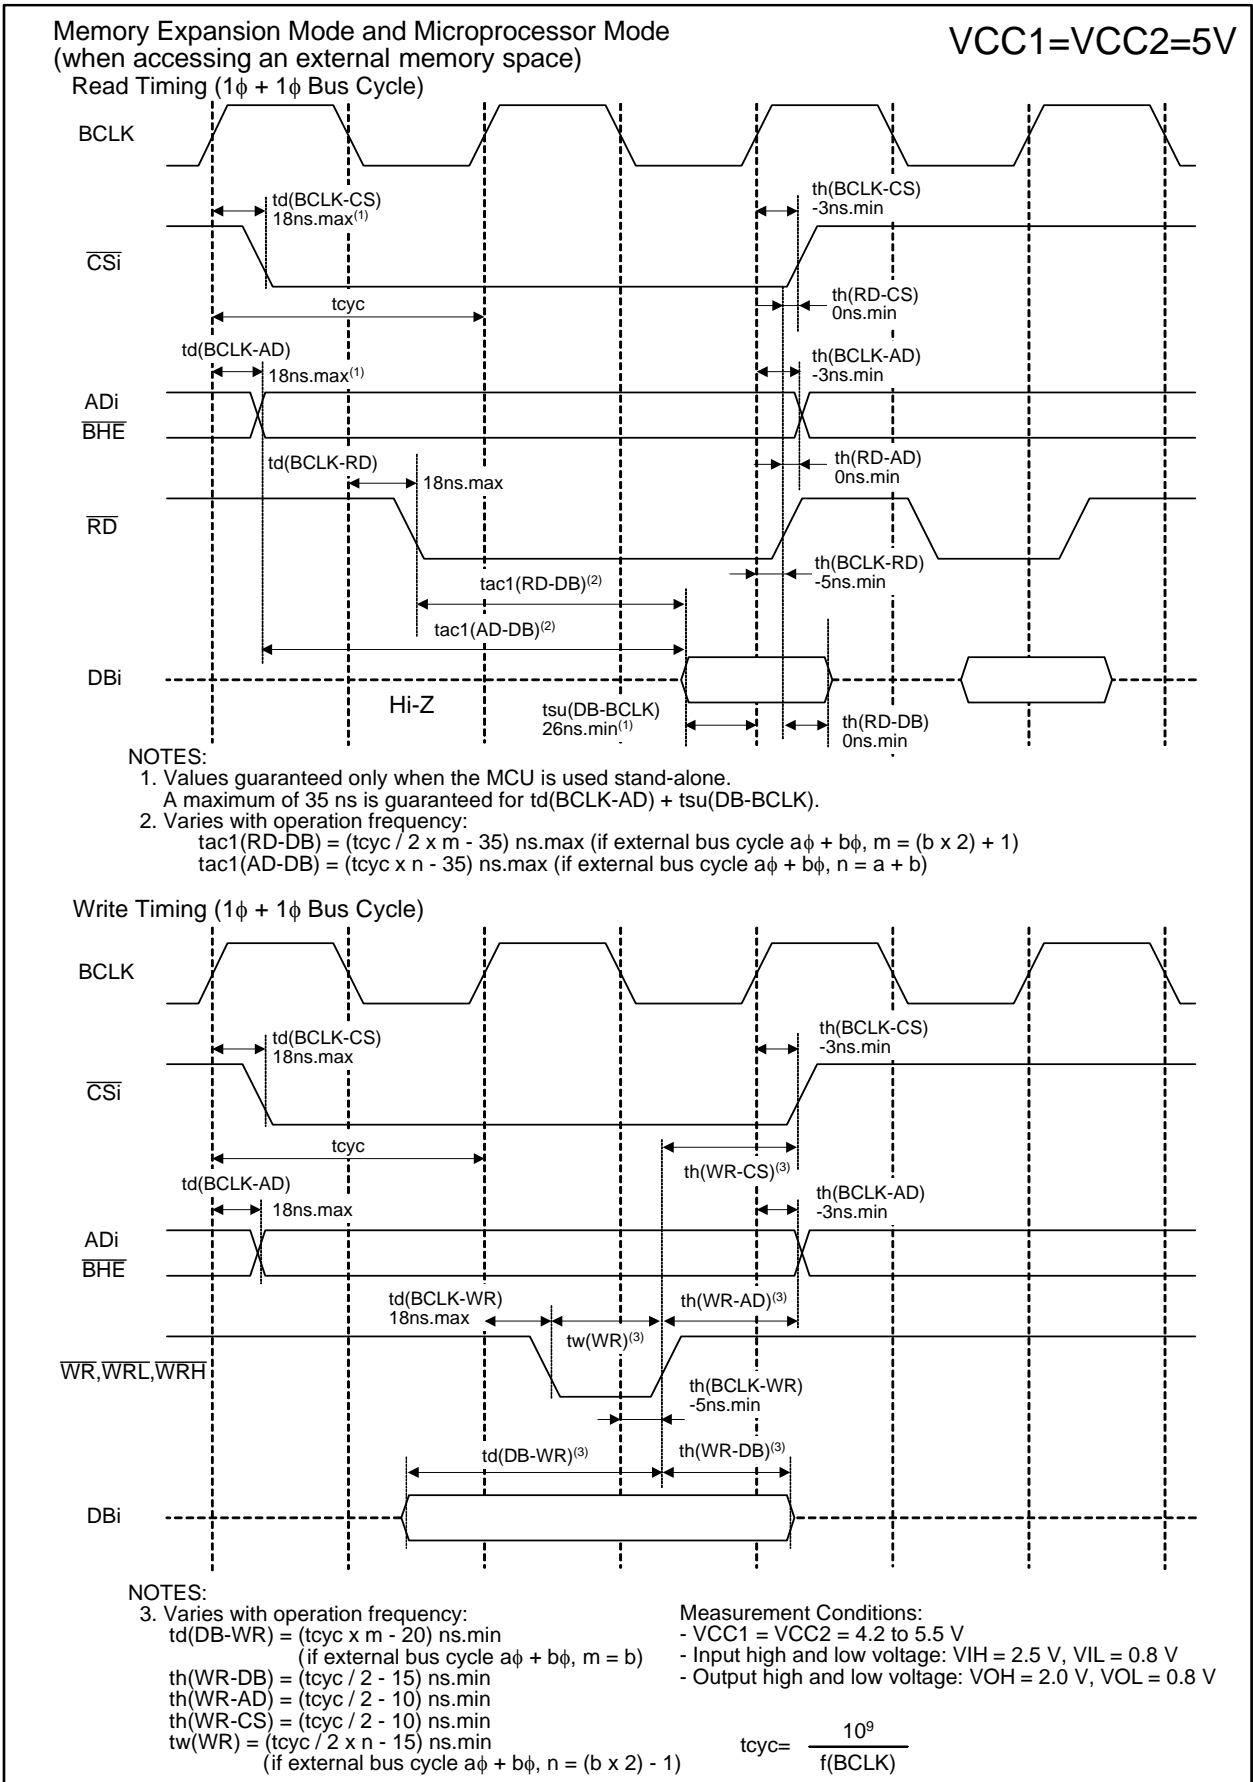 Memory Expansion Mode and Microprocessor Mode
(when accessing an external memory space)
VCC1=VCC2=5V
Read Timing (1ϕ + 1ϕ Bus Cycle)
BCLK
td(BCLK-CS)
18ns.max(1)
th(BCLK-CS)
-3ns.min
CSi
tcyc
th(RD-CS)
0ns.min
td(BCLK-AD)
18ns.max(1)
th(BCLK-AD)
-3ns.min
ADi
BHE
td(BCLK-RD)
18ns.max
th(RD-AD)
0ns.min
RD
th(BCLK-RD)
-5ns.min
tac1(RD-DB)(2)
tac1(AD-DB)(2)
DBi
Hi-Z
tsu(DB-BCLK)
26ns.min(1)
th(RD-DB)
0ns.min
NOTES:
1. Values guaranteed only when the MCU is used stand-alone.
A maximum of 35 ns is guaranteed for td(BCLK-AD) + tsu(DB-BCLK).
2. Varies with operation frequency:
tac1(RD-DB) = (tcyc / 2 x m - 35) ns.max (if external bus cycle aϕ + bϕ, m = (b x 2) + 1)
tac1(AD-DB) = (tcyc x n - 35) ns.max (if external bus cycle aϕ + bϕ, n = a + b)
Write Timing (1ϕ + 1ϕ Bus Cycle)
BCLK
td(BCLK-CS)
18ns.max
th(BCLK-CS)
-3ns.min
CSi
tcyc
th(WR-CS)(3)
td(BCLK-AD)
18ns.max
th(BCLK-AD)
-3ns.min
ADi
BHE
td(BCLK-WR)
18ns.max
tw(WR)(3)
th(WR-AD)(3)
WR,WRL,WRH
th(BCLK-WR)
-5ns.min
td(DB-WR)(3)
th(WR-DB)(3)
DBi
NOTES:
3. Varies with operation frequency:
td(DB-WR) = (tcyc x m - 20) ns.min
(if external bus cycle aϕ + bϕ, m = b)
th(WR-DB) = (tcyc / 2 - 15) ns.min
th(WR-AD) = (tcyc / 2 - 10) ns.min
th(WR-CS) = (tcyc / 2 - 10) ns.min
tw(WR) = (tcyc / 2 x n - 15) ns.min
(if external bus cycle aϕ + bϕ, n = (b x 2) - 1)
Measurement Conditions:
- VCC1 = VCC2 = 4.2 to 5.5 V
- Input high and low voltage: VIH = 2.5 V, VIL = 0.8 V
- Output high and low voltage: VOH = 2.0 V, VOL = 0.8 V
tcyc=
10⁹
f(BCLK)